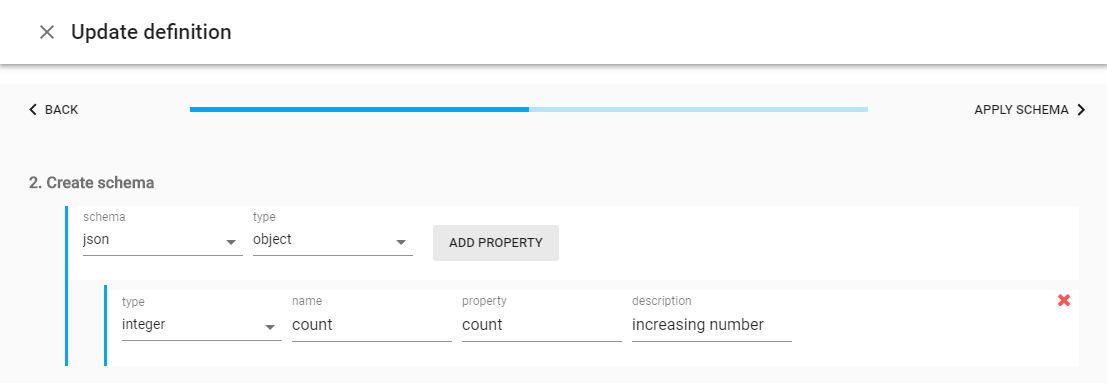 Update definition
BACK
APPLY SCHEMA
2. Create schema
schema type
json object ADD PROPERTY
type name property description
integer count count increasing number